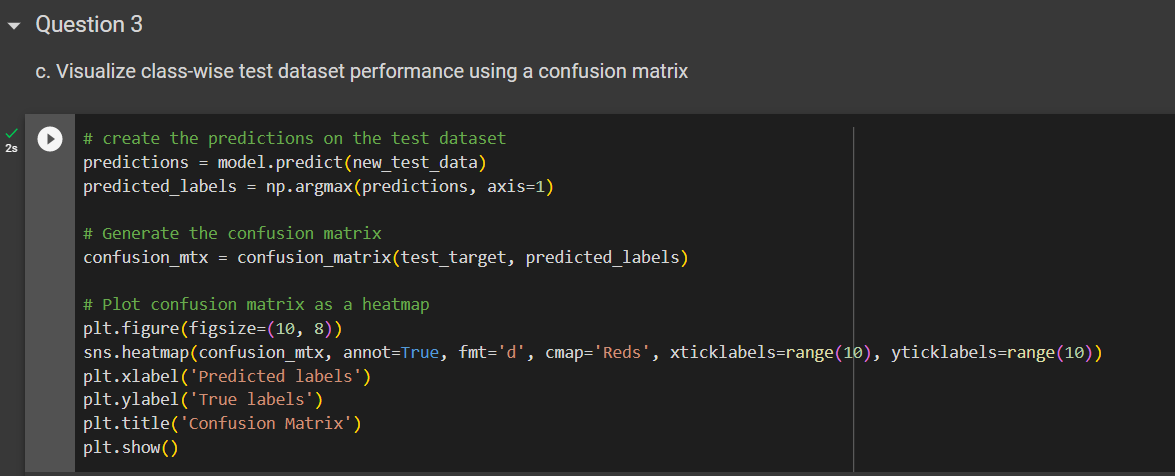 Question 3
c. Visualize class-wise test dataset performance using a confusion matrix
2s
# create the predictions on the test dataset
predictions = model.predict(new_test_data)
predicted_labels = np.argmax(predictions, axis=1)
# Generate the confusion matrix
confusion_mtx = confusion_matrix(test_target, predicted_labels)
# Plot confusion matrix as a heatmap
plt.figure(figsize=(10, 8))
sns.heatmap(confusion_mtx, annot=True, fmt='d', cmap='Reds', xticklabels=range(10), yticklabels=range(10))
plt.xlabel('Predicted labels')
plt.ylabel('True labels')
plt.title('Confusion Matrix')
plt.show()